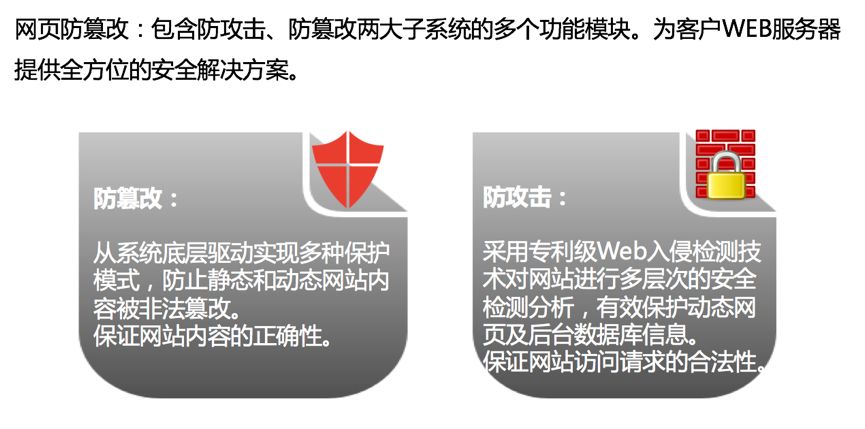 网页防篡改：包含防攻击、防篡改两大子系统的多个功能模块。为客户WEB服务器
提供全方位的安全解决方案。
防篡改：
从系统底层驱动实现多种保护
模式，防止静态和动态网站内
容被非法篡改。
保证网站内容的正确性。
防攻击：
采用专利级Web入侵检测技
术对网站进行多层次的安全
检测分析，有效保护动态网
页及后台数据库信息。
保证网站访问请求的合法性。